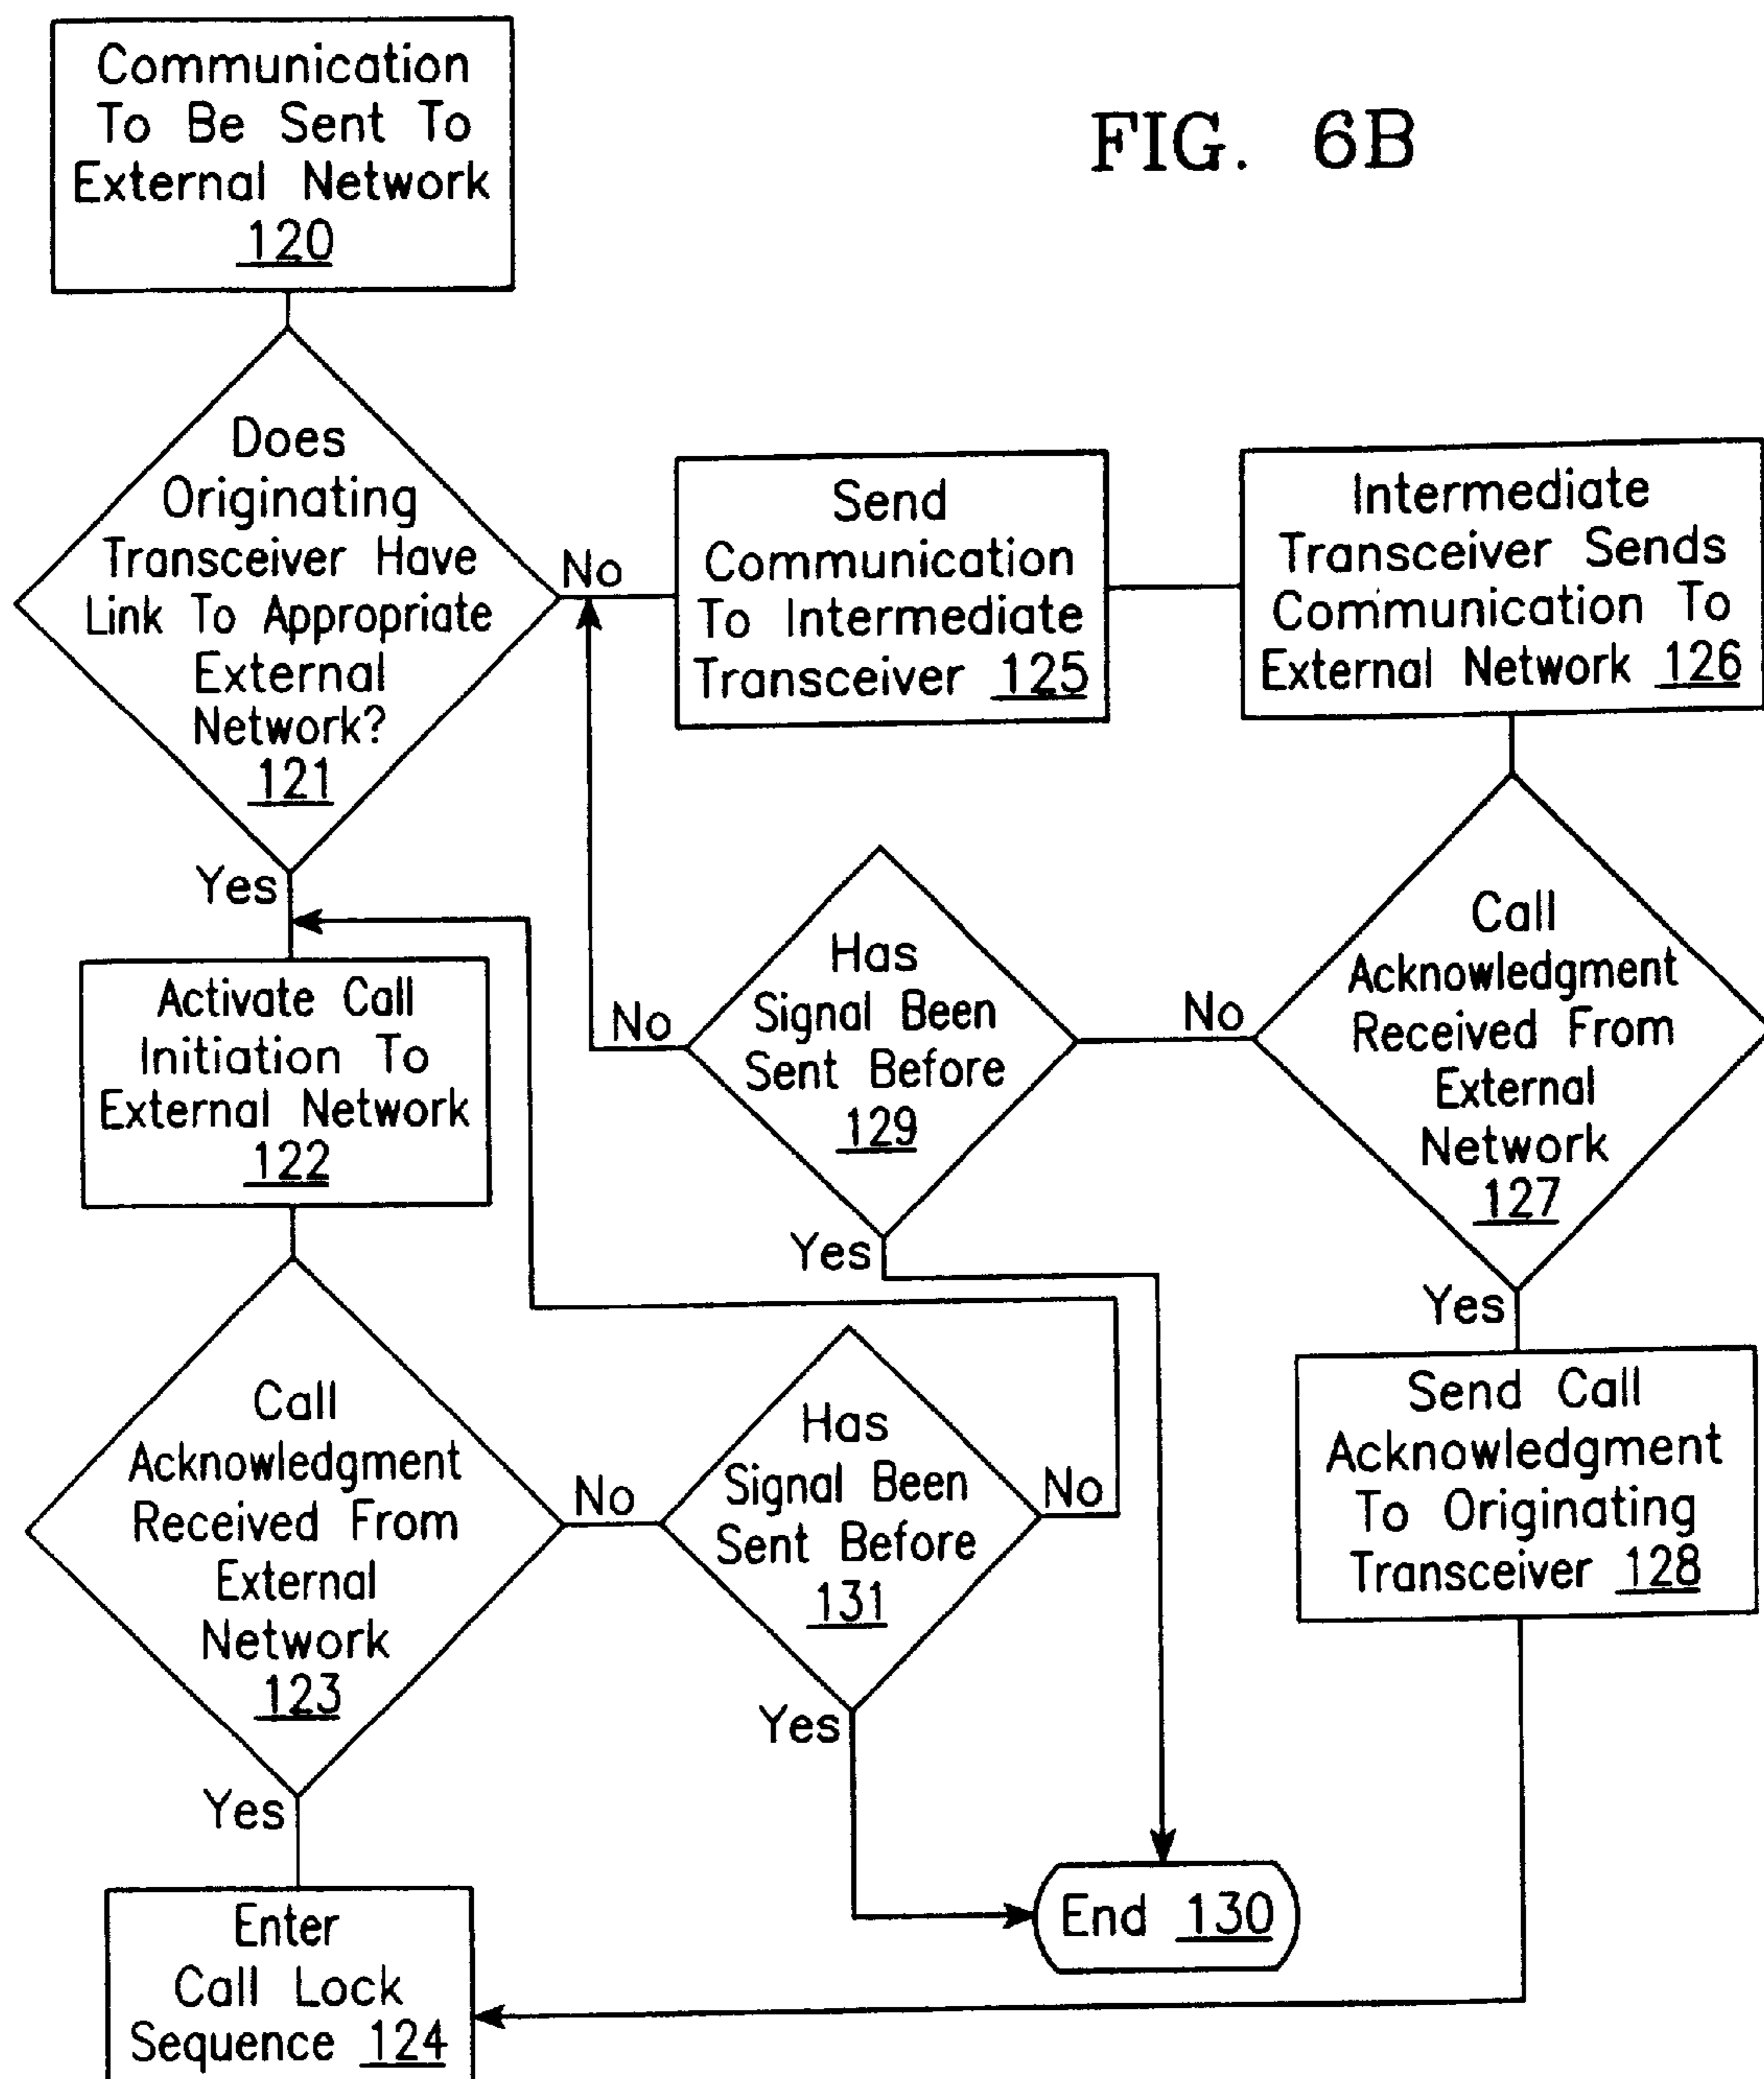 FIG. 6B
Communication
To Be Sent To
External Network
120
Does
Originating
Transceiver Have
Link To Appropriate
External
Network?
121
No
Yes
Send
Communication
To Intermediate
Transceiver 125
Intermediate
Transceiver Sends
Communication To
External Network 126
Activate Call
Initiation To
External Network
122
Has
Signal Been
Sent Before
129
No
Yes
Call
Acknowledgment
Received From
External
Network
127
No
Yes
Call
Acknowledgment
Received From
External
Network
123
No
Yes
Has
Signal Been
Sent Before
131
No
Yes
Send Call
Acknowledgment
To Originating
Transceiver 128
Enter
Call Lock
Sequence 124
End 130